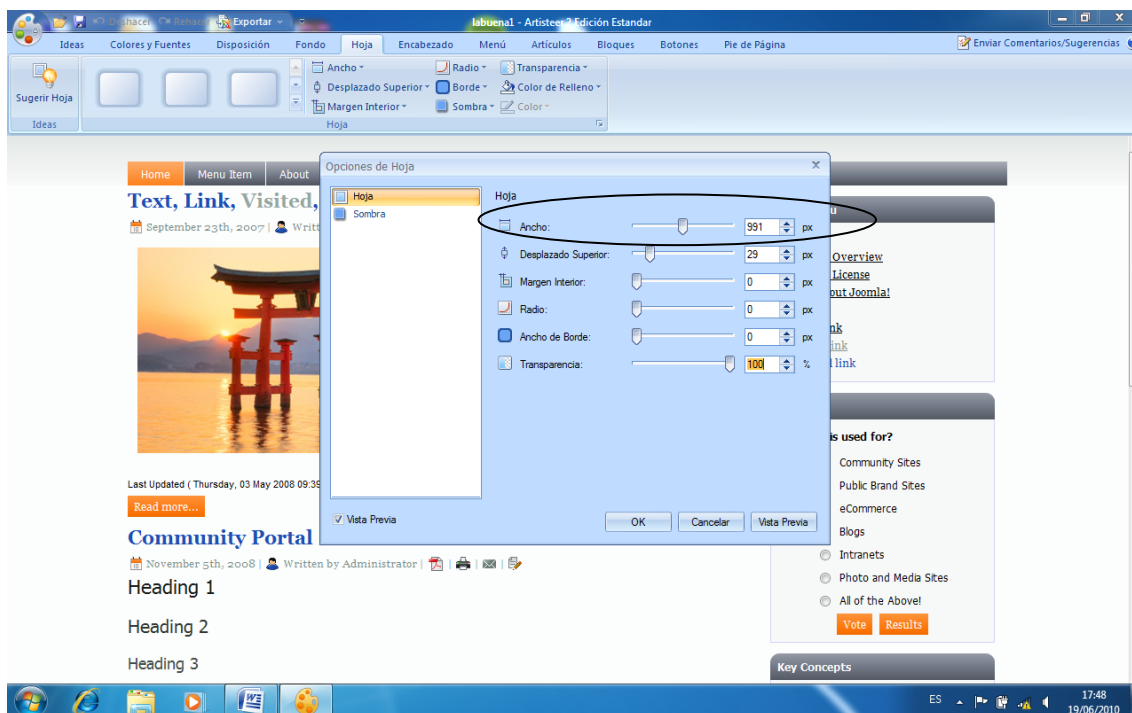 Deshacer Rehacer Exportar labuena1 - Artisteer 2 Edición Estandar
Ideas Colores y Fuentes Disposición Fondo Hoja Encabezado Menú Artículos Bloques Botones Pie de Página Enviar Comentarios/Sugerencias
Ancho Radio Transparencia
Sugerir Hoja Desplazado Superior Borde Color de Relleno
Margen Interior Sombra Color
Ideas Hoja
Opciones de Hoja
Home Menu Item About
Text, Link, Visited,
September 23th, 2007 | Writt
Hoja
Sombra
Hoja
Ancho: 991 px
Desplazado Superior: 29 px
Margen Interior: 0 px
Radio: 0 px
Ancho de Borde: 0 px
Transparencia: 100 %
Vista Previa
OK Cancelar Vista Previa
u
Overview
License
out Joomla!
nk
ink
link
is used for?
Community Sites
Public Brand Sites
eCommerce
Blogs
Intranets
Photo and Media Sites
All of the Above!
Vote Results
Key Concepts
Last Updated ( Thursday, 03 May 2008 09:39
Read more...
Community Portal
November 5th, 2008 | Written by Administrator |
Heading 1
Heading 2
Heading 3
ES 17:48
19/06/2010